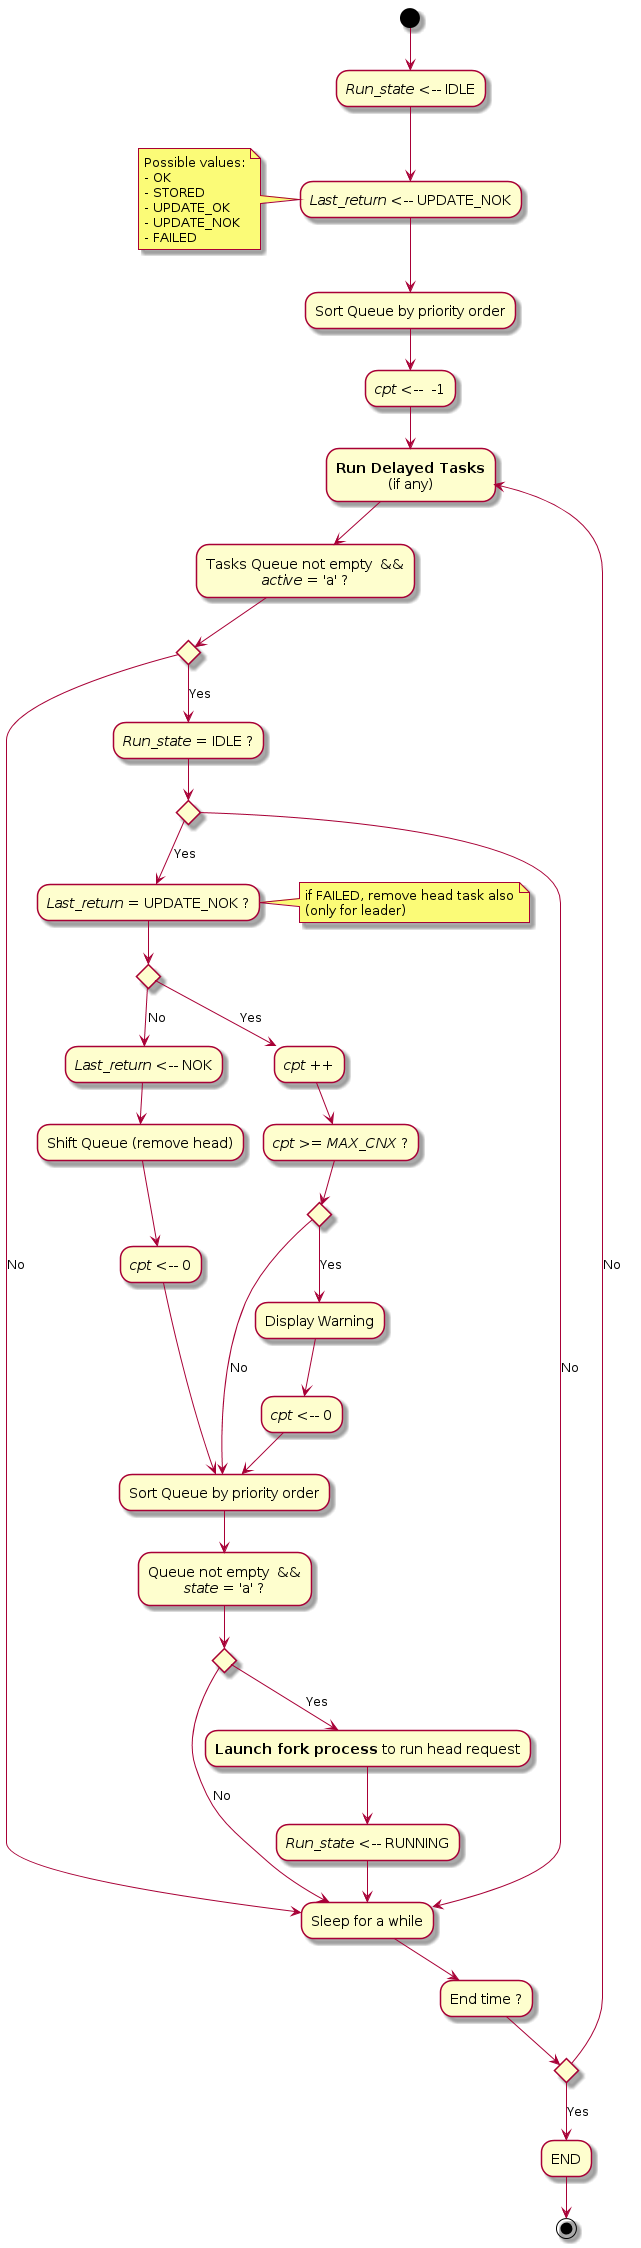 Run_state <-- IDLE
Possible values:
- OK
- STORED
- UPDATE_OK
- UPDATE_NOK
- FAILED
Last_return <-- UPDATE_NOK
Sort Queue by priority order
cpt <-- -1
Run Delayed Tasks
(if any)
Tasks Queue not empty &&
active = 'a' ?
Yes
Run_state = IDLE ?
Yes
Last_return = UPDATE_NOK ?
if FAILED, remove head task also
(only for leader)
No
Yes
Last_return <-- NOK
cpt ++
Shift Queue (remove head)
cpt >= MAX_CNX ?
cpt <-- 0
No
Yes
No
Display Warning
No
No
cpt <-- 0
Sort Queue by priority order
Queue not empty &&
state = 'a' ?
Yes
Launch fork process to run head request
No
Run_state <-- RUNNING
Sleep for a while
End time ?
Yes
END